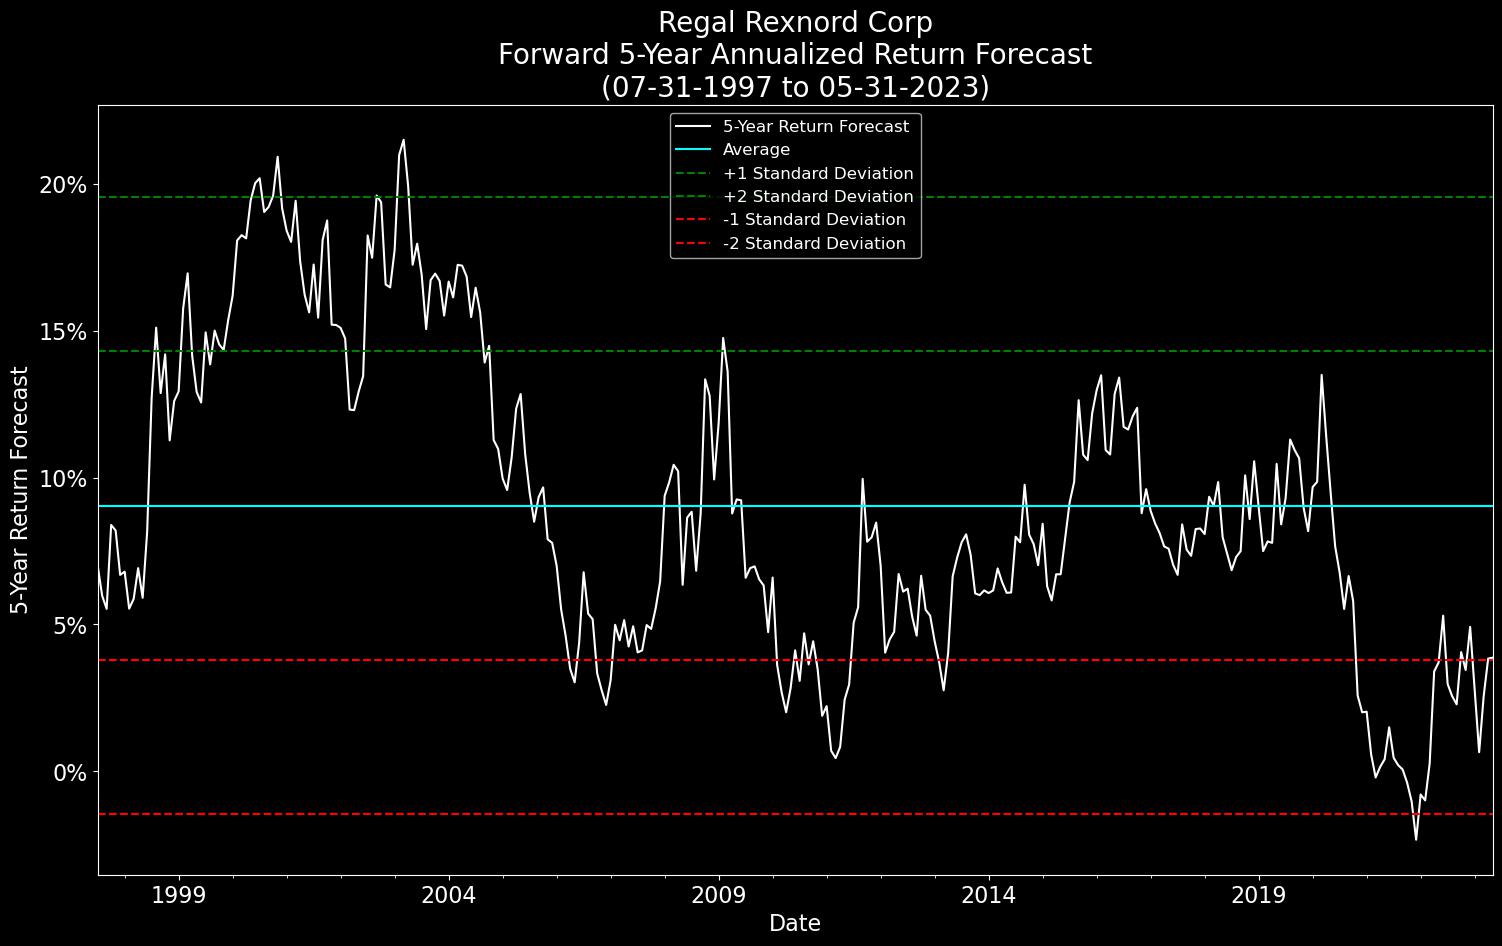 Regal Rexnord Corp
Forward 5-Year Annualized Return Forecast
(07-31-1997 to 05-31-2023)
5-Year Return Forecast
Average
+1 Standard Deviation
+2 Standard Deviation
-1 Standard Deviation
-2 Standard Deviation
5-Year Return Forecast
20%
15%
10%
5%
0%
1999 2004 2009 2014 2019
Date